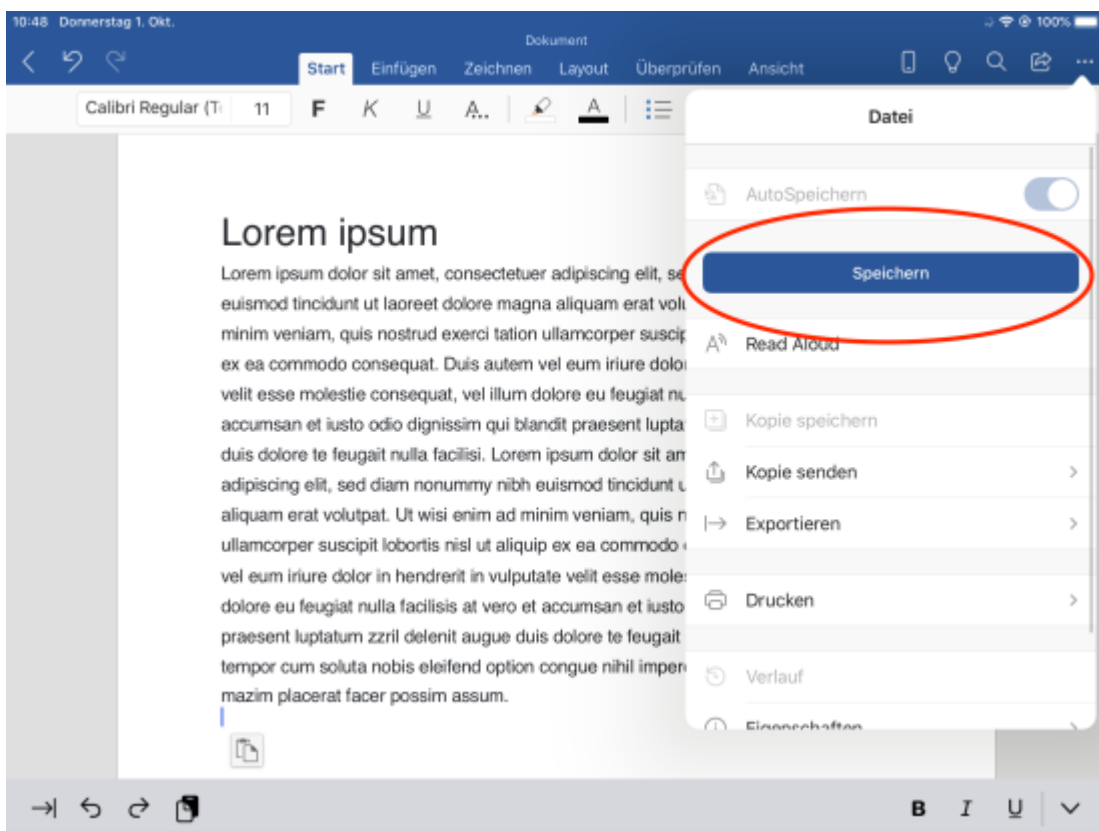 10:48 Donnerstag 1. Okt.
100%
Dokument
Start Einfügen Zeichnen Layout Überprüfen Ansicht
Calibri Regular (T 11 F K U A... A
Datei
AutoSpeichern
Speichern
Read Aloud
Kopie speichern
Kopie senden
Exportieren
Drucken
Verlauf
Eigenschaften
Lorem ipsum
Lorem ipsum dolor sit amet, consectetuer adipiscing elit, se
euismod tincidunt ut laoreet dolore magna aliquam erat volu
minim veniam, quis nostrud exerci tation ullamcorper suscip
ex ea commodo consequat. Duis autem vel eum iriure dolo
velit esse molestie consequat, vel illum dolore eu feugiat nu
accumsan et iusto odio dignissim qui blandit praesent lupta
duis dolore te feugait nulla facilisi. Lorem ipsum dolor sit am
adipiscing elit, sed diam nonummy nibh euismod tincidunt u
aliquam erat volutpat. Ut wisi enim ad minim veniam, quis n
ullamcorper suscipit lobortis nisl ut aliquip ex ea commodo
vel eum iriure dolor in hendrerit in vulputate velit esse moles
dolore eu feugiat nulla facilisis at vero et accumsan et iusto
praesent luptatum zzril delenit augue duis dolore te feugait
tempor cum soluta nobis eleifend option congue nihil imper
mazim placerat facer possim assum.
B I U